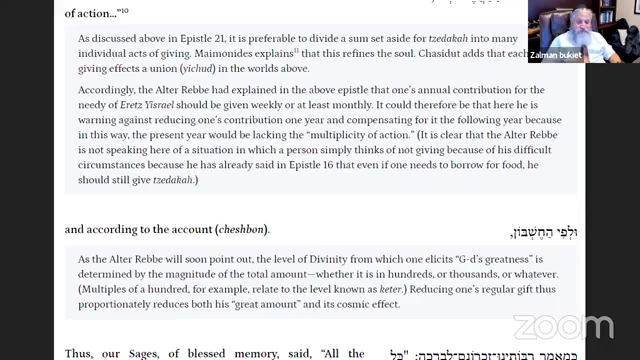 of action…”10
Zalman bukiet
As discussed above in Epistle 21, it is preferable to divide a sum set aside for tzedakah into many
individual acts of giving. Maimonides explains11 that this refines the soul. Chasidut adds that each
giving effects a union (yichud) in the worlds above.
Accordingly, the Alter Rebbe had explained in the above epistle that one’s annual contribution for the
needy of Eretz Yisrael should be given weekly or at least monthly. It could therefore be that here he is
warning against reducing one’s contribution one year and compensating for it the following year because
in this way, the present year would be lacking the “multiplicity of action.” (It is clear that the Alter Rebbe
is not speaking here of a situation in which a person simply thinks of not giving because of his difficult
circumstances because he has already said in Epistle 16 that even if one needs to borrow for food, he
should still give tzedakah.)
and according to the account (cheshbon).
וּלְפִי הַחֶשְׁבּוֹן,
As the Alter Rebbe will soon point out, the level of Divinity from which one elicits “G-d’s greatness” is
determined by the magnitude of the total amount—whether it is in hundreds, or thousands, or whatever.
(Multiples of a hundred, for example, relate to the level known as keter.) Reducing one’s regular gift thus
proportionately reduces both his “great amount” and its cosmic effect.
zoom
Thus, our Sages, of blessed memory, said, “All the
כְּמַאֲמַר רַבּוֹתֵינוּ־זִכְרוֹנָם־לִבְרָכָה: "כָּל